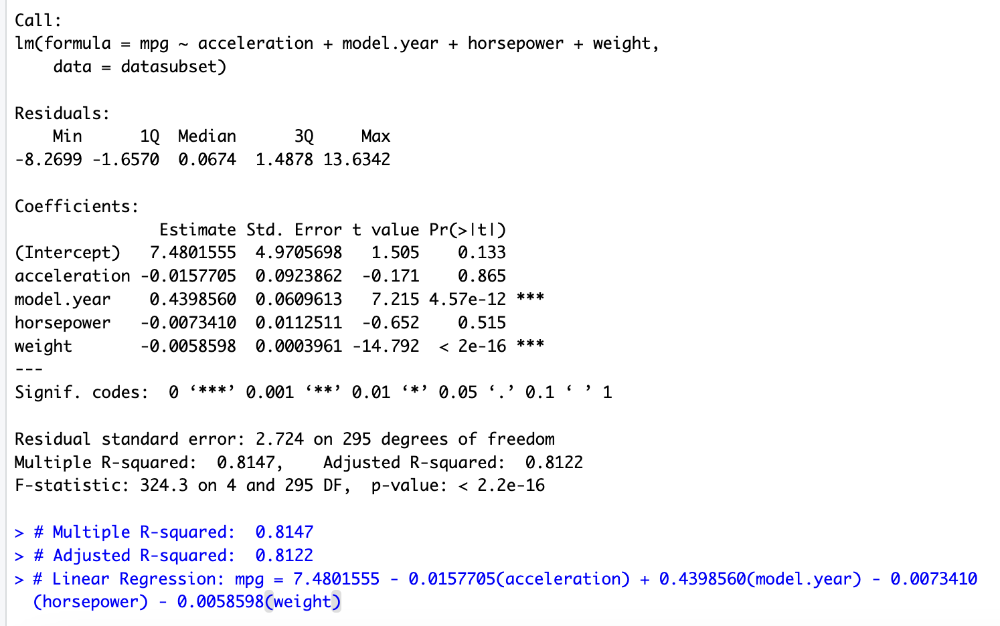 Call:
lm(formula = mpg ~ acceleration + model.year + horsepower + weight,
    data = datasubset)

Residuals:
    Min      1Q  Median      3Q     Max
-8.2699 -1.6570  0.0674  1.4878 13.6342

Coefficients:
               Estimate Std. Error t value Pr(>|t|)
(Intercept)   7.4801555  4.9705698   1.505    0.133
acceleration -0.0157705  0.0923862  -0.171    0.865
model.year    0.4398560  0.0609613   7.215 4.57e-12 ***
horsepower   -0.0073410  0.0112511  -0.652    0.515
weight       -0.0058598  0.0003961 -14.792  < 2e-16 ***
---
Signif. codes:  0 ‘***’ 0.001 ‘**’ 0.01 ‘*’ 0.05 ‘.’ 0.1 ‘ ’ 1

Residual standard error: 2.724 on 295 degrees of freedom
Multiple R-squared:  0.8147,    Adjusted R-squared:  0.8122
F-statistic: 324.3 on 4 and 295 DF,  p-value: < 2.2e-16

> # Multiple R-squared:  0.8147
> # Adjusted R-squared:  0.8122
> # Linear Regression: mpg = 7.4801555 - 0.0157705(acceleration) + 0.4398560(model.year) - 0.0073410
  (horsepower) - 0.0058598(weight)